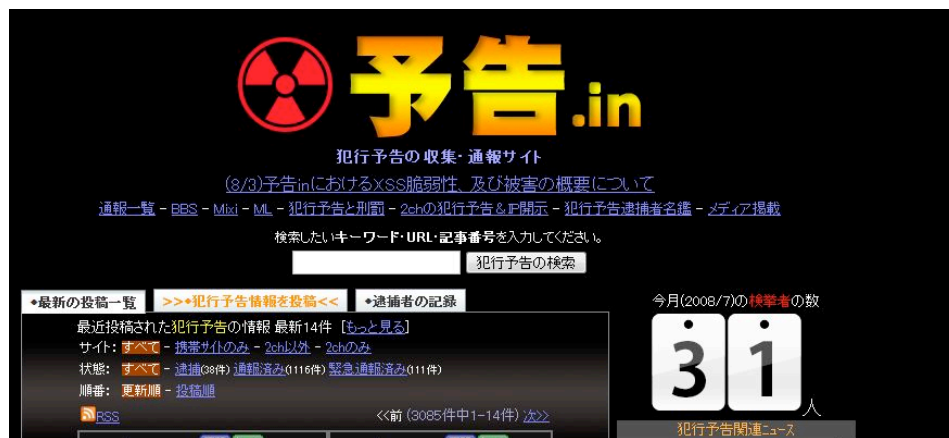 予告.in
犯行予告の収集・通報サイト
(8/3)予告inにおけるXSS脆弱性、及び被害の概要について
通報一覧 - BBS - Mixi - ML - 犯行予告と刑罰 - 2chの犯行予告&IP開示 - 犯行予告逮捕者名鑑 - メディア掲載
検索したいキーワード・URL・記事番号を入力してください。
犯行予告の検索
◆最新の投稿一覧 >>◆犯行予告情報を投稿<< ◆逮捕者の記録
最近投稿された犯行予告の情報 最新14件 [もっと見る]
サイト: すべて - 携帯サイトのみ - 2ch以外 - 2chのみ
状態: すべて - 逮捕(38件) 通報済み(1116件) 緊急通報済み(111件)
順番: 更新順 - 投稿順
RSS <<前 (3085件中1-14件) 次>>
今月(2008/7)の検挙者の数
31人
犯行予告関連ニュース